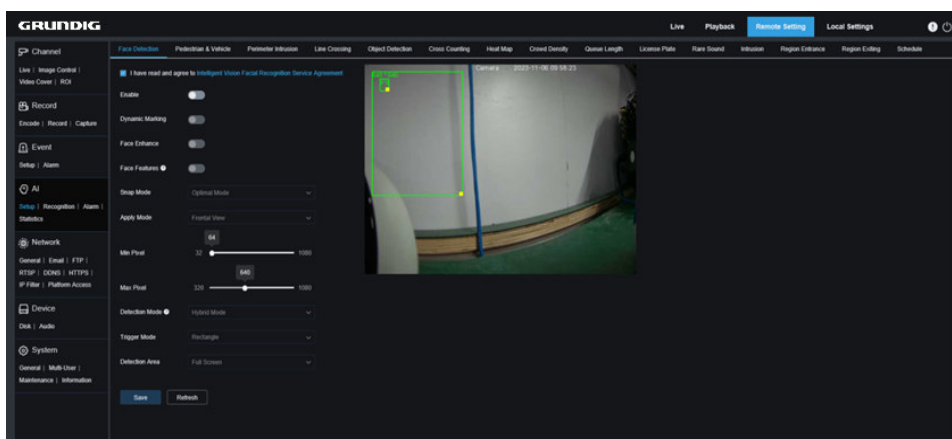 GRUNDIG
Live Playback Remote Setting Local Settings
Channel
Live | Image Control |
Video Cover | ROI
Record
Encode | Record | Capture
Event
Setup | Alarm
AI
Setup | Recognition | Alarm |
Statistics
Network
General | Email | FTP |
RTSP | DDNS | HTTPS |
IP Filter | Platform Access
Device
Disk | Audio
System
General | Multi-User |
Maintenance | Information
Face Detection Pedestrian & Vehicle Perimeter Intrusion Line Crossing Object Detection Cross Counting Heat Map Crowd Density Queue Length License Plate Rare Sound Intrusion Region Entrance Region Exiting Schedule
I have read and agree to Intelligent Vision Facial Recognition Service Agreement
Enable
Dynamic Marking
Face Enhance
Face Features
Snap Mode Optimal Mode
Apply Mode Frontal View
64
Min Pixel 32 1080
640
Max Pixel 320 1080
Detection Mode Hybrid Mode
Trigger Mode Rectangle
Detection Area Full Screen
Save Refresh
Camera 2023-11-06 09:58:23